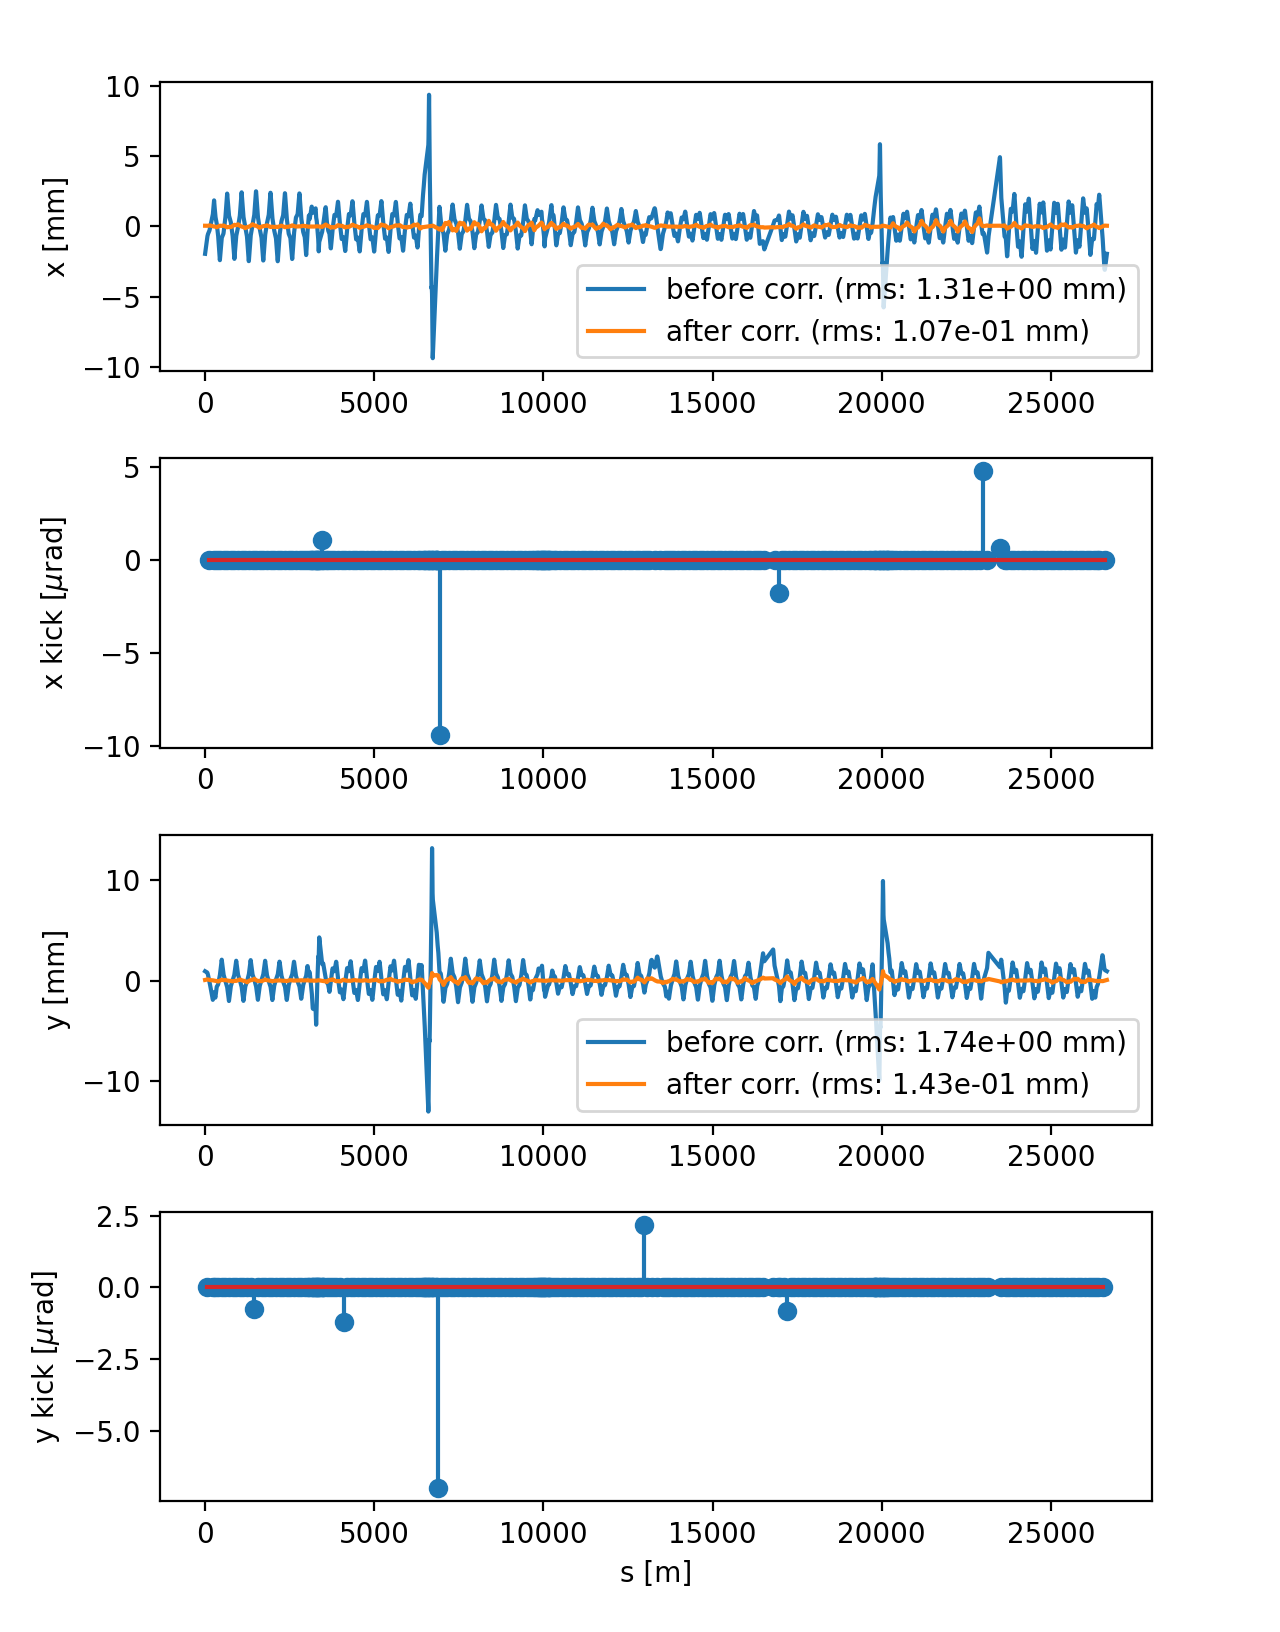 10
5
0
−5
−10
x [mm]
before corr. (rms: 1.31e+00 mm)
after corr. (rms: 1.07e-01 mm)
0 5000 10000 15000 20000 25000
5
0
−5
−10
x kick [μrad]
0 5000 10000 15000 20000 25000
10
0
−10
y [mm]
before corr. (rms: 1.74e+00 mm)
after corr. (rms: 1.43e-01 mm)
0 5000 10000 15000 20000 25000
2.5
0.0
−2.5
−5.0
y kick [μrad]
0 5000 10000 15000 20000 25000
s [m]